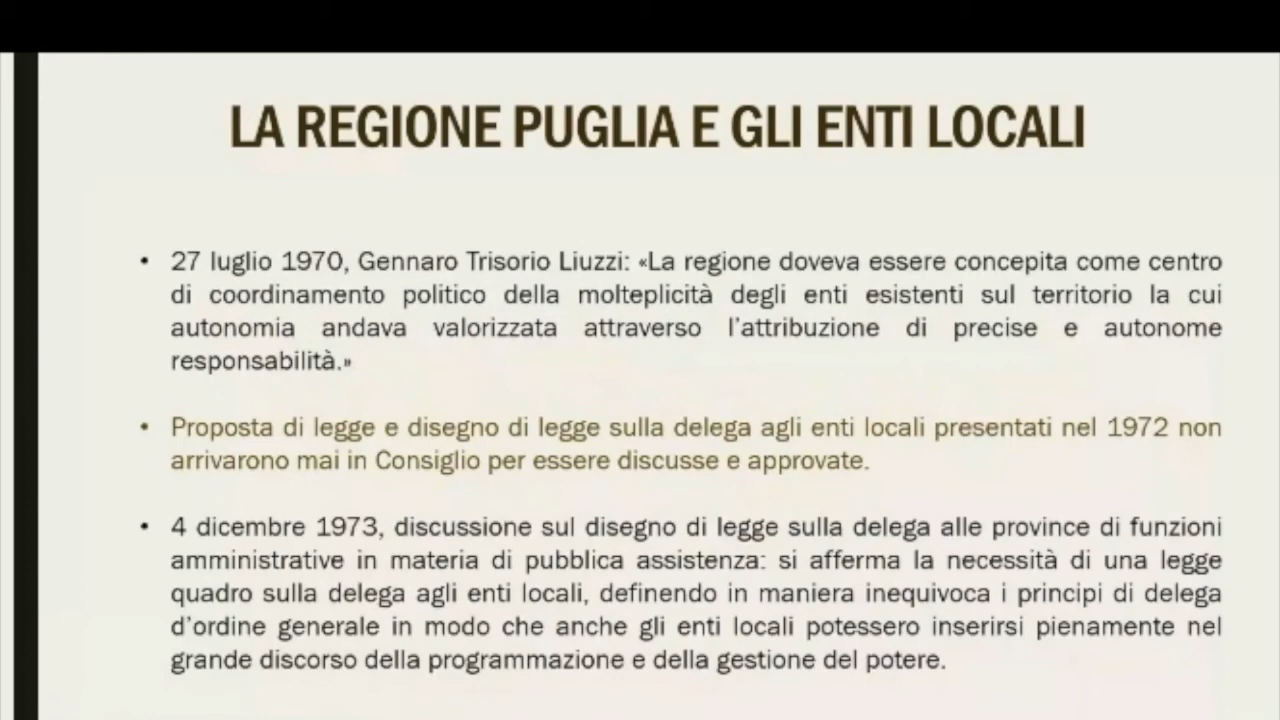 LA REGIONE PUGLIA E GLI ENTI LOCALI
• 27 luglio 1970, Gennaro Trisorio Liuzzi: «La regione doveva essere concepita come centro
di coordinamento politico della molteplicità degli enti esistenti sul territorio la cui
autonomia andava valorizzata attraverso l'attribuzione di precise e autonome
responsabilità.»
• Proposta di legge e disegno di legge sulla delega agli enti locali presentati nel 1972 non
arrivarono mai in Consiglio per essere discusse e approvate.
• 4 dicembre 1973, discussione sul disegno di legge sulla delega alle province di funzioni
amministrative in materia di pubblica assistenza: si afferma la necessità di una legge
quadro sulla delega agli enti locali, definendo in maniera inequivoca i principi di delega
d'ordine generale in modo che anche gli enti locali potessero inserirsi pienamente nel
grande discorso della programmazione e della gestione del potere.